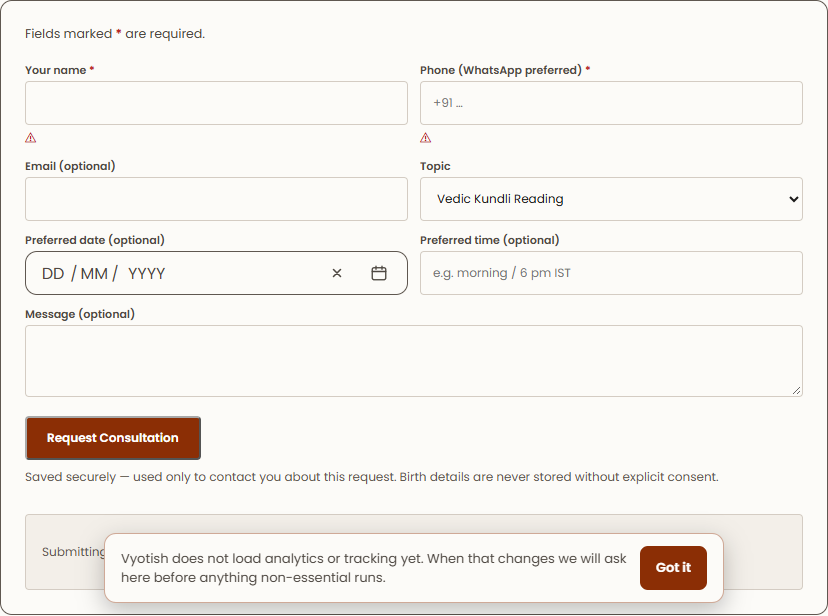 Fields marked * are required.
Your name *
Phone (WhatsApp preferred) *
+91 …
Email (optional)
Topic
Vedic Kundli Reading
Preferred date (optional)
Preferred time (optional)
DD / MM / YYYY
e.g. morning / 6 pm IST
Message (optional)
Request Consultation
Saved securely — used only to contact you about this request. Birth details are never stored without explicit consent.
Submitting
Vyotish does not load analytics or tracking yet. When that changes we will ask
here before anything non-essential runs.
Got it